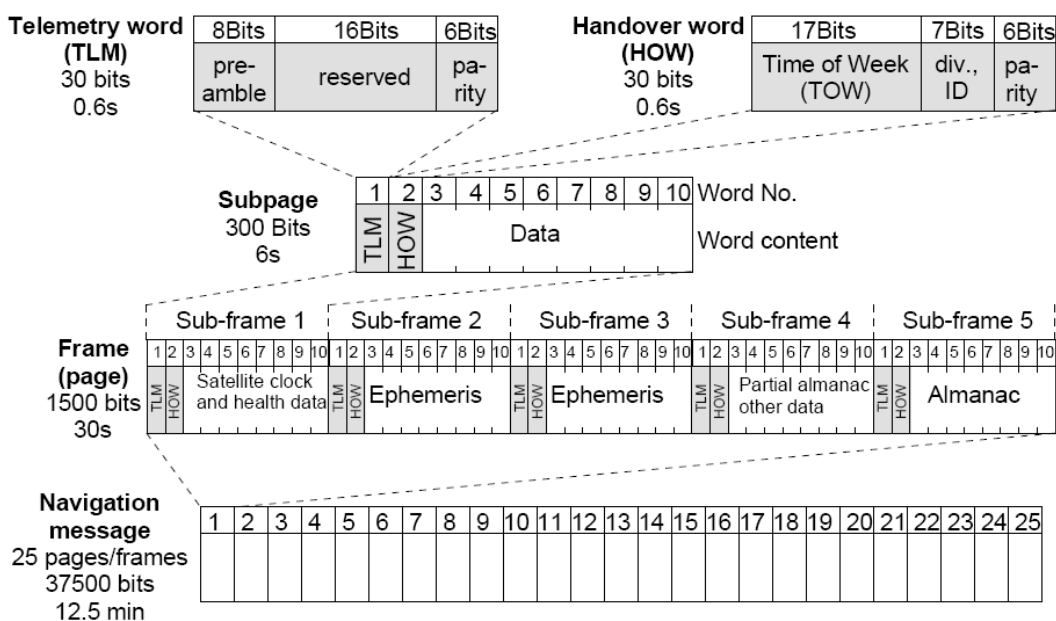 Telemetry word
(TLM)
30 bits
0.6s
8Bits 16Bits 6Bits
pre-
amble
reserved
pa-
rity
Handover word
(HOW)
30 bits
0.6s
17Bits 7Bits 6Bits
Time of Week
(TOW)
div.,
ID
pa-
rity
Subpage
300 Bits
6s
1 2 3 4 5 6 7 8 9 10 Word No.
TLM HOW Data Word content
Sub-frame 1 Sub-frame 2 Sub-frame 3 Sub-frame 4 Sub-frame 5
Frame
(page)
1500 bits
30s
1 2 3 4 5 6 7 8 9 10 1 2 3 4 5 6 7 8 9 10 1 2 3 4 5 6 7 8 9 10 1 2 3 4 5 6 7 8 9 10 1 2 3 4 5 6 7 8 9 10
TLM HOW
Satellite clock
and health data
TLM HOW
Ephemeris
TLM HOW
Ephemeris
TLM HOW
Partial almanac
other data
TLM HOW
Almanac
Navigation
message
25 pages/frames
37500 bits
12.5 min
1 2 3 4 5 6 7 8 9 10 11 12 13 14 15 16 17 18 19 20 21 22 23 24 25